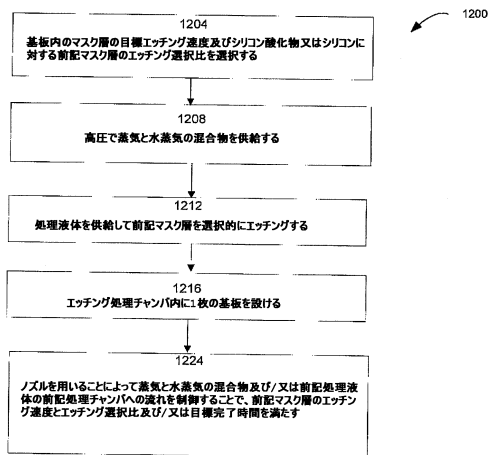 1200
1204
基板内のマスク層の目標エッチング速度及びシリコン酸化物又はシリコンに
対する前記マスク層のエッチング選択比を選択する
1208
高圧で蒸気と水蒸気の混合物を供給する
1212
処理液体を供給して前記マスク層を選択的にエッチングする
1216
エッチング処理チャンバ内に1枚の基板を設ける
1224
ノズルを用いることによって蒸気と水蒸気の混合物及び/又は前記処理液
体の前記処理チャンバへの流れを制御することで、前記マスク層のエッチン
グ速度とエッチング選択比及び/又は目標完了時間を満たす